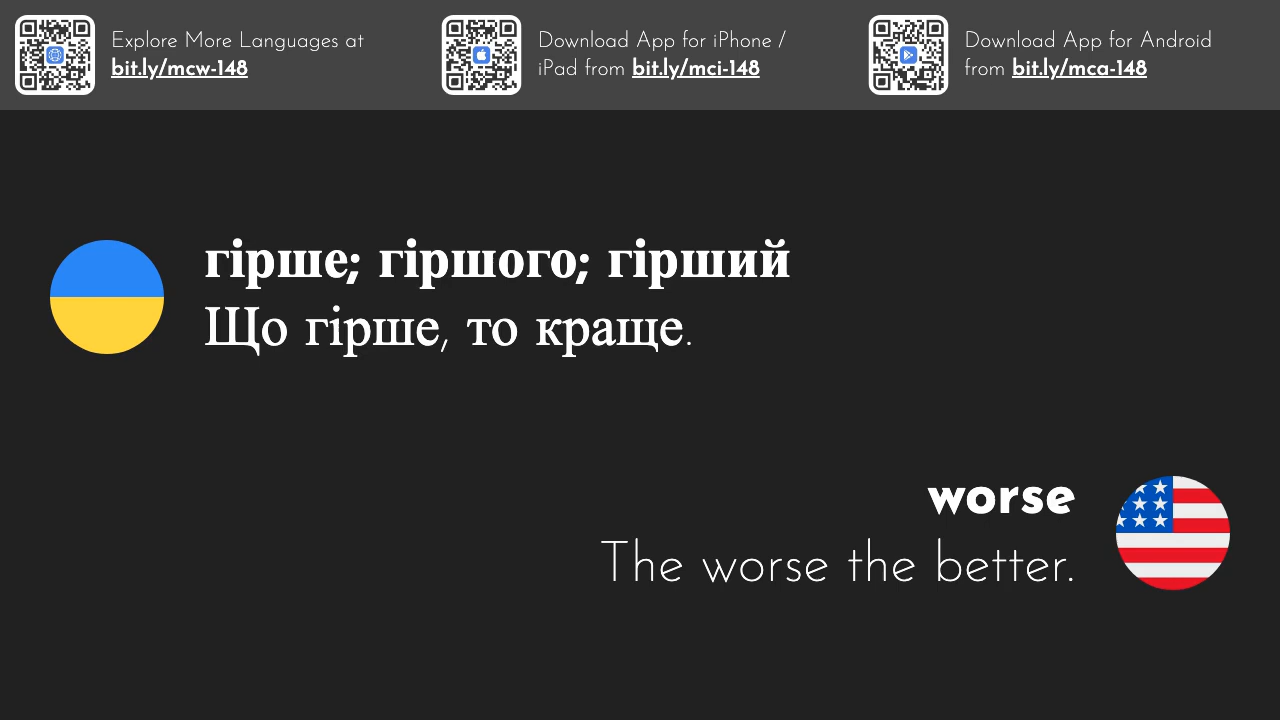 Explore More Languages at
bit.ly/mcw-148
Download App for iPhone /
iPad from bit.ly/mci-148
Download App for Android
from bit.ly/mca-148
гірше; гіршого; гірший
Що гірше, то краще.
worse
The worse the better.